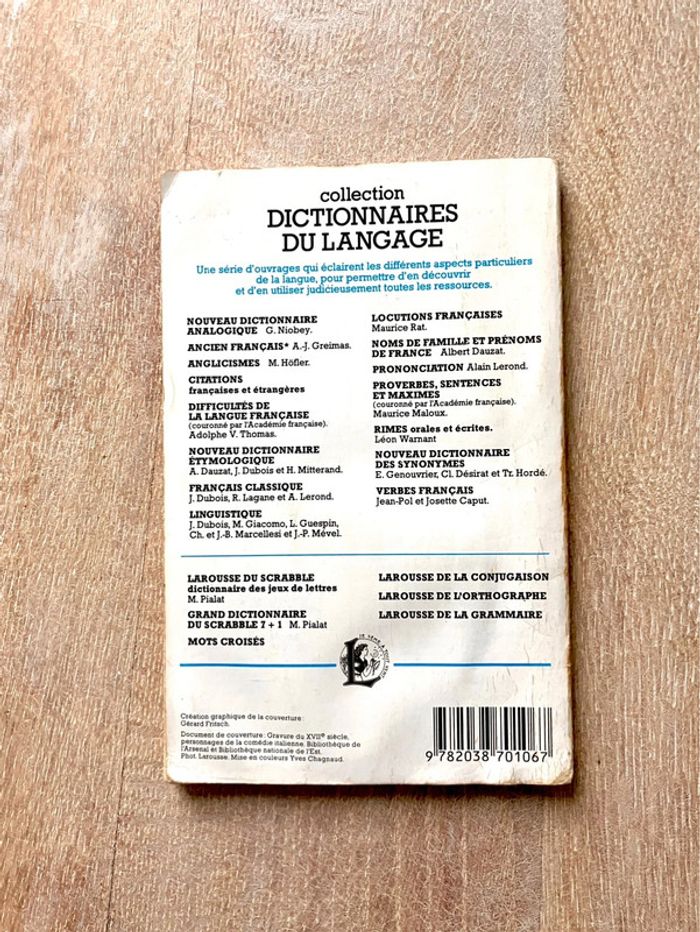 collection
DICTIONNAIRES
DU LANGAGE
Une série d'ouvrages qui éclairent les différents aspects particuliers
de la langue, pour permettre d'en découvrir
et d'en utiliser judicieusement toutes les ressources.
NOUVEAU DICTIONNAIRE
ANALOGIQUE G. Niobey.
ANCIEN FRANÇAIS* A.-J. Greimas.
ANGLICISMES M. Höfler.
CITATIONS
françaises et étrangères
DIFFICULTÉS DE
LA LANGUE FRANÇAISE
(couronné par l'Académie française).
Adolphe V. Thomas.
NOUVEAU DICTIONNAIRE
ÉTYMOLOGIQUE
A. Dauzat, J. Dubois et H. Mitterand.
FRANÇAIS CLASSIQUE
J. Dubois, R. Lagane et A. Lerond.
LINGUISTIQUE
J. Dubois, M. Giacomo, L. Guespin,
Ch. et J.-B. Marcellesi et J.-P. Mével.
LOCUTIONS FRANÇAISES
Maurice Rat.
NOMS DE FAMILLE ET PRÉNOMS
DE FRANCE Albert Dauzat.
PRONONCIATION Alain Lerond.
PROVERBES, SENTENCES
ET MAXIMES
(couronné par l'Académie française).
Maurice Maloux.
RIMES orales et écrites.
Léon Warnant
NOUVEAU DICTIONNAIRE
DES SYNONYMES
E. Genouvrier, Cl. Désirat et Tr. Hordé.
VERBES FRANÇAIS
Jean-Pol et Josette Caput.
LAROUSSE DU SCRABBLE
dictionnaire des jeux de lettres
M. Pialat
GRAND DICTIONNAIRE
DU SCRABBLE 7 + 1 M. Pialat
MOTS CROISÉS
LAROUSSE DE LA CONJUGAISON
LAROUSSE DE L'ORTHOGRAPHE
LAROUSSE DE LA GRAMMAIRE
JE SÈME À TOUT VENT
L
Création graphique de la couverture :
Gérard Fritsch.
Document de couverture : Gravure du XVIIe siècle,
personnages de la comédie italienne. Bibliothèque de
l'Arsenal et Bibliothèque nationale de l'Est.
Phot. Larousse. Mise en couleurs Yves Chagnaud.
9 782038 701067